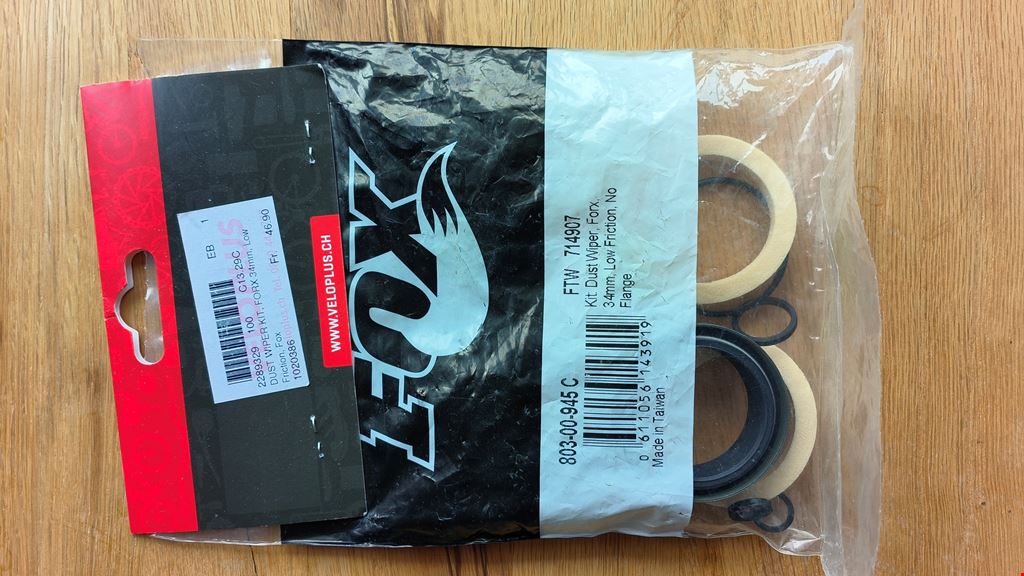 EB 1
2289329 100 C13.29C
DUST WIPER KIT: FORX 34mm, Low
Friction, Fox
1020386 Fr. 46.90
WWW.VELOPLUS.CH
FOX
803-00-945 C
FTW 714907
Kit: Dust Wiper, Forx,
34mm, Low Friction, No
Flange
0 611056 143919
Made in Taiwan